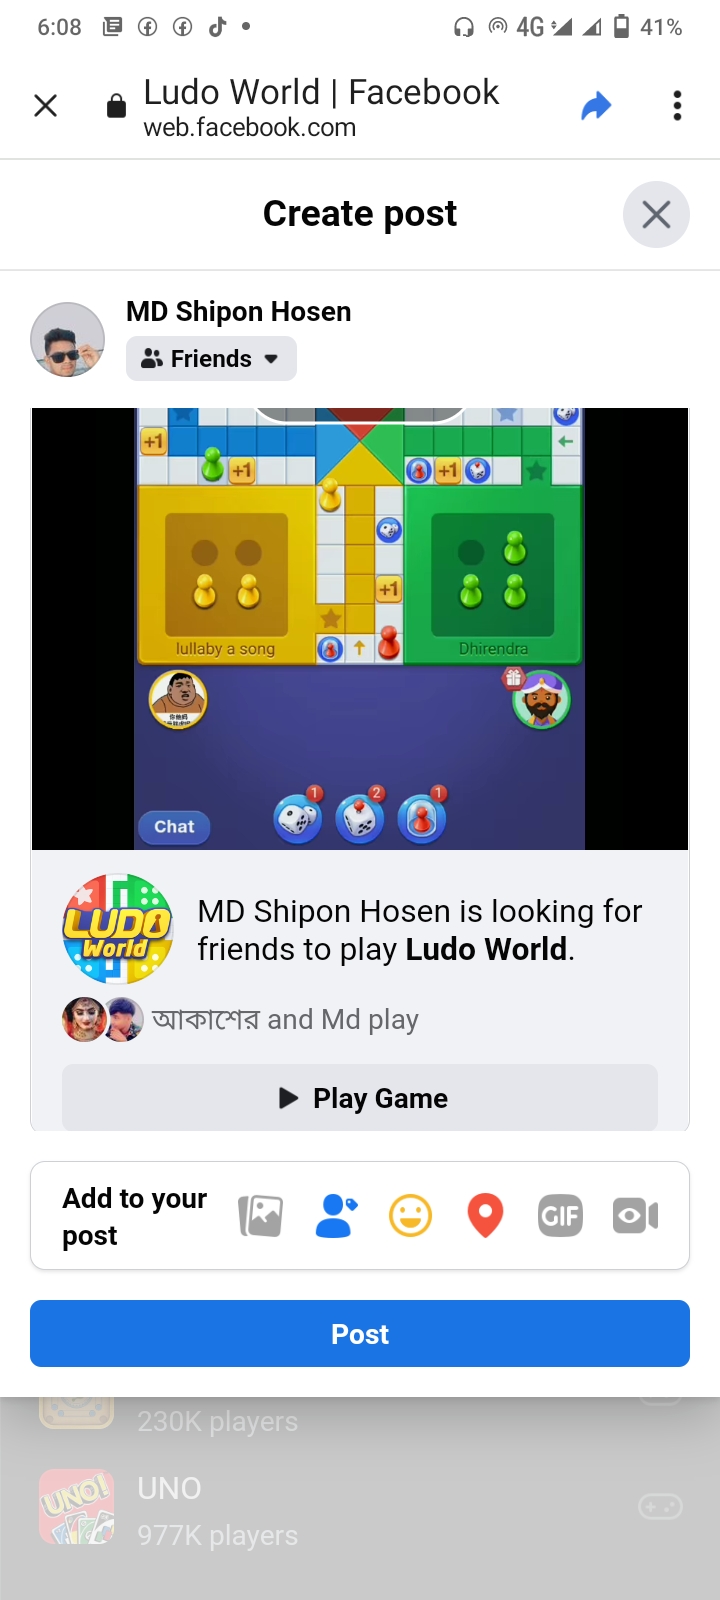 6:08
4G
41%
Ludo World | Facebook
web.facebook.com
Create post
MD Shipon Hosen
Friends
+1
+1
+1
+1
lullaby a song
Dhirendra
1
2
1
Chat
LUDO
World
MD Shipon Hosen is looking for
friends to play Ludo World.
আকাশের and Md play
Play Game
Add to your
post
GIF
Post
230K players
UNO!
UNO
977K players